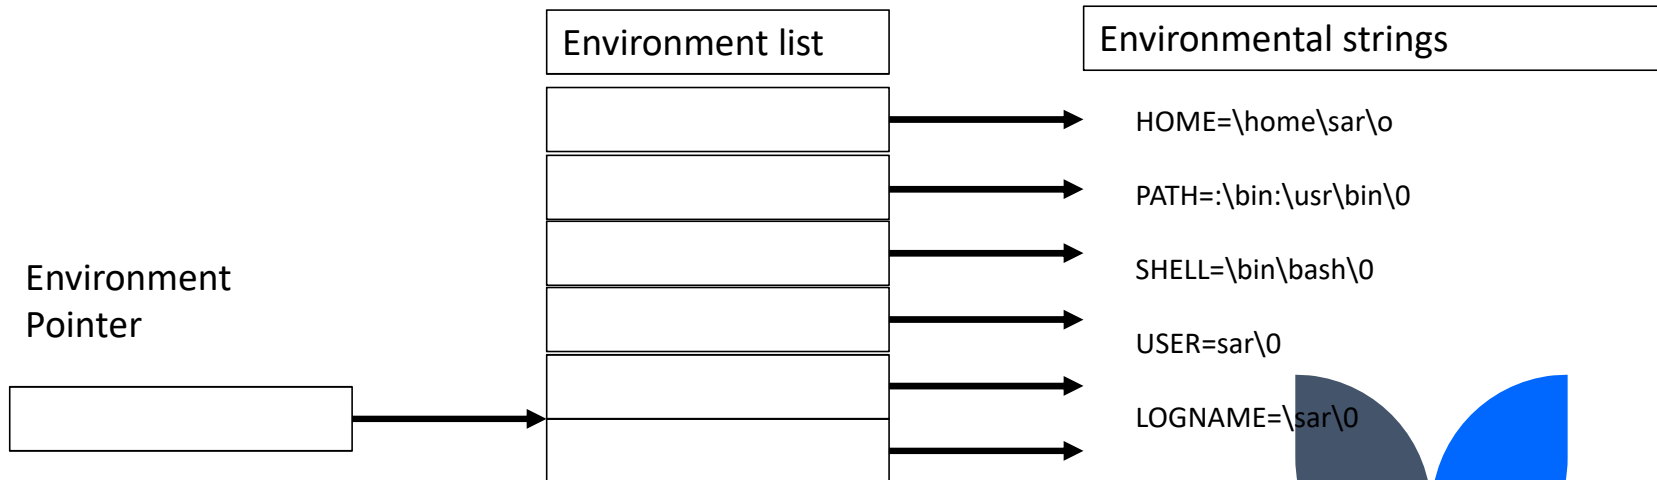 Environment list
Environmental strings
HOME=\home\sar\o
PATH=:\bin:\usr\bin\0
SHELL=\bin\bash\0
Environment
Pointer
USER=sar\0
LOGNAME=\sar\0